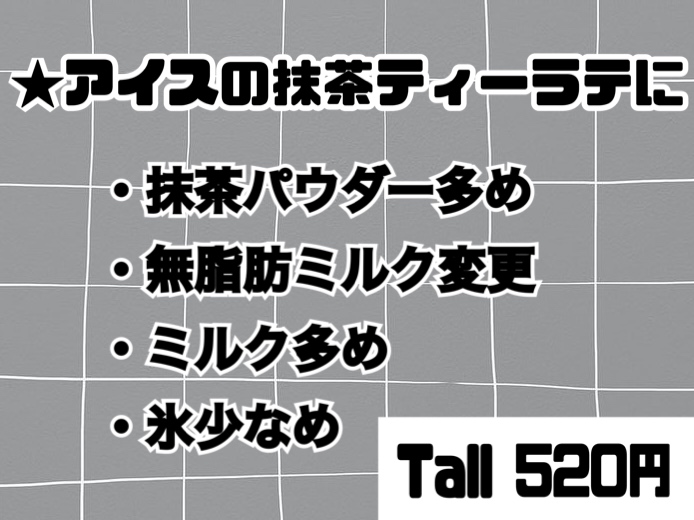 ★アイスの抹茶ティーラテに
・抹茶パウダー多め
・無脂肪ミルク変更
・ミルク多め
・氷少なめ
Tall 520円